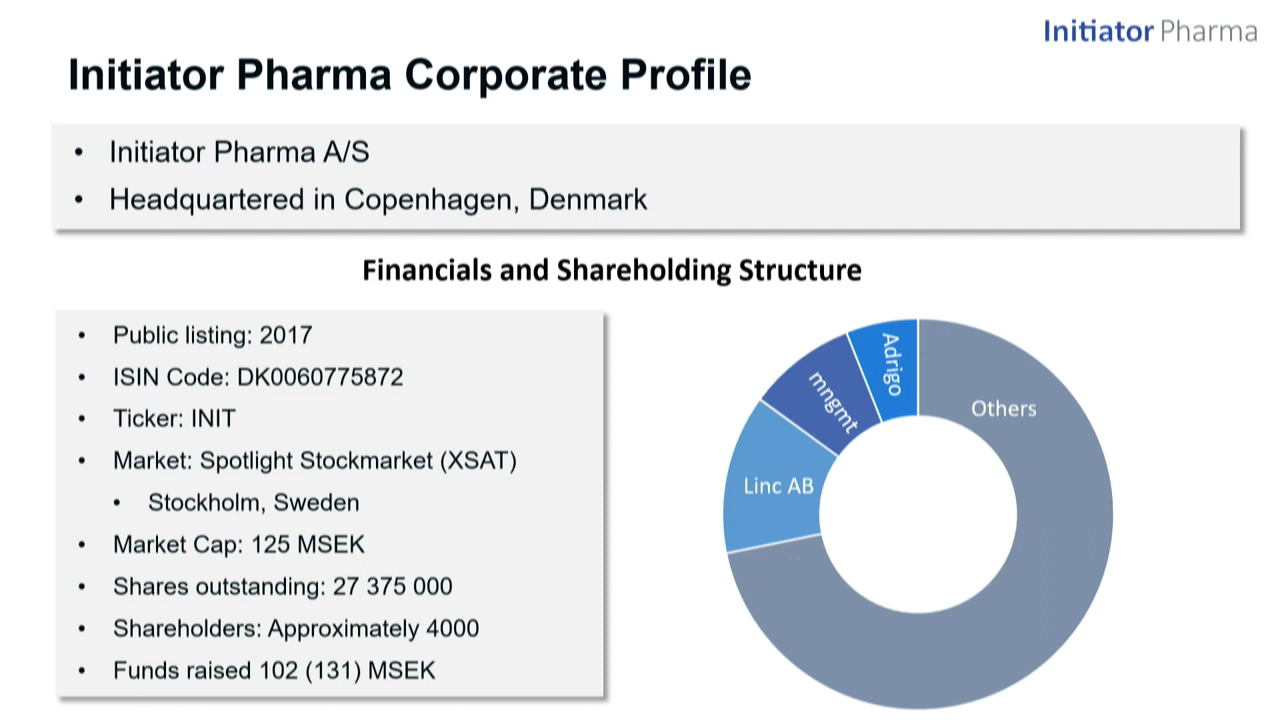 Initiator Pharma
Initiator Pharma Corporate Profile
• Initiator Pharma A/S
• Headquartered in Copenhagen, Denmark
Financials and Shareholding Structure
• Public listing: 2017
• ISIN Code: DK0060775872
• Ticker: INIT
• Market: Spotlight Stockmarket (XSAT)
• Stockholm, Sweden
• Market Cap: 125 MSEK
• Shares outstanding: 27 375 000
• Shareholders: Approximately 4000
• Funds raised 102 (131) MSEK
Adrigo
mngmt
Others
Linc AB